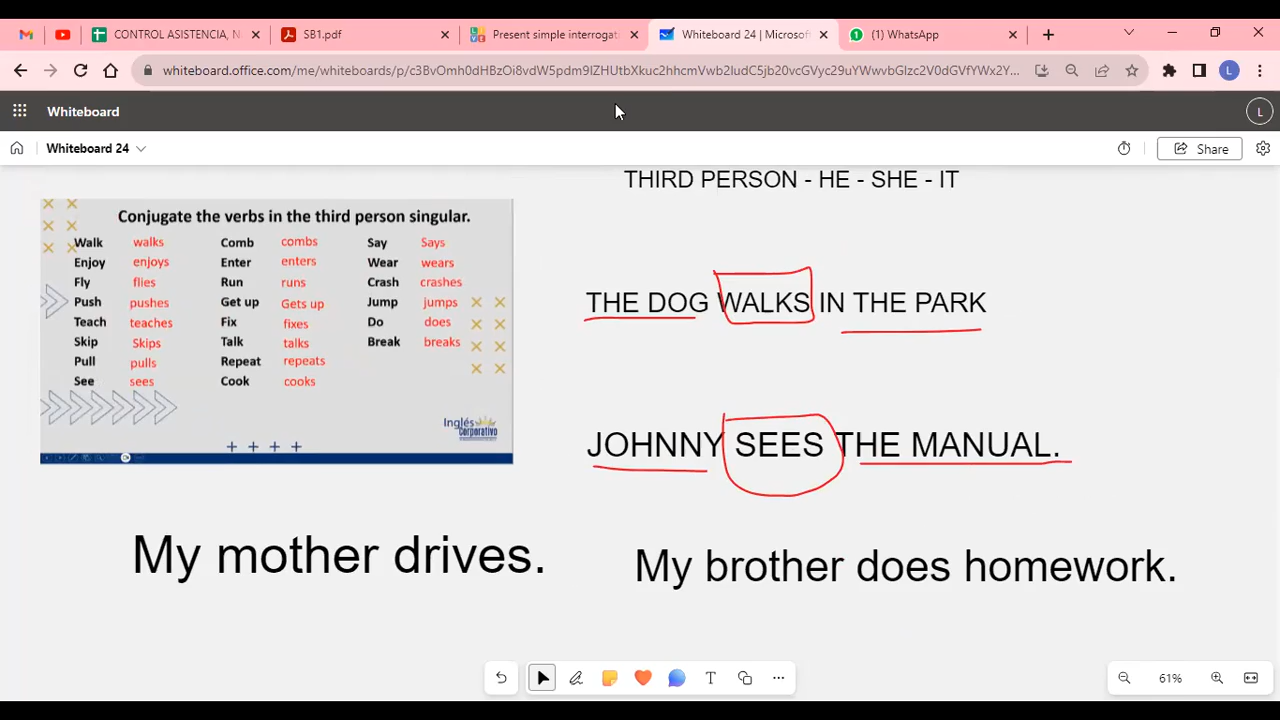 CONTROL ASISTENCIA, N
SB1.pdf
Present simple interrogat
Whiteboard 24 | Microsof
(1) WhatsApp
whiteboard.office.com/me/whiteboards/p/
Whiteboard
L
Whiteboard 24
Share
THIRD PERSON - HE - SHE - IT
Conjugate the verbs in the third person singular.
Walk walks Comb combs Say Says
Enjoy enjoys Enter enters Wear wears
Fly flies Run runs Crash crashes
Push pushes Get up Gets up Jump jumps
Teach teaches Fix fixes Do does
Skip Skips Talk talks Break breaks
Pull pulls Repeat repeats
See sees Cook cooks
Inglés
Corporativo
THE DOG WALKS IN THE PARK
JOHNNY SEES THE MANUAL.
My mother drives.
My brother does homework.
61%